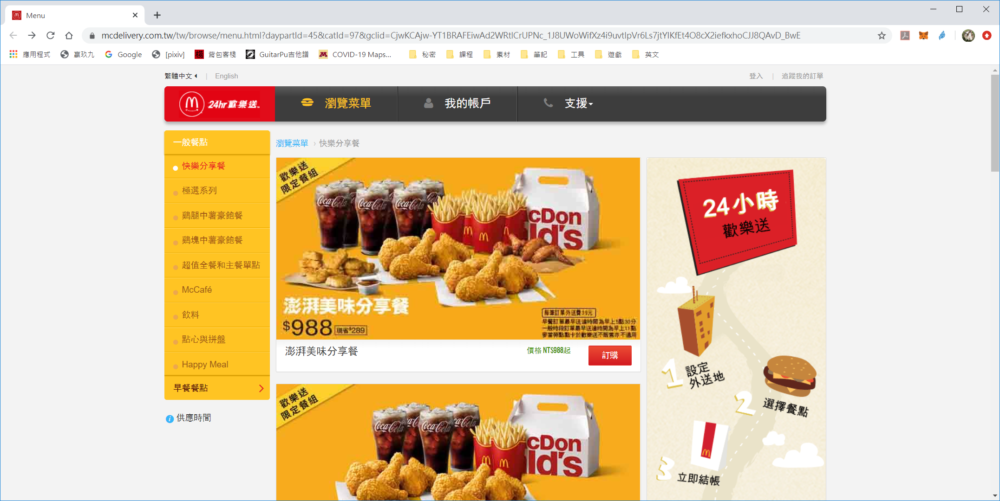 Menu
mcdelivery.com.tw/tw/browse/menu.html?daypartId=45&catId=97&gclid=CjwKCAjw-YT1BRAFEiwAd2WRtlCrUPNc_1J8UWoWifXz4i9uvtIpVr6Ls7jtYIKfEt4O8cX2iefkxhoCJJ8QAvD_BwE
應用程式
贏玖九
Google
[pixiv]
背包客棧
GuitarPu吉他譜
COVID-19 Maps...
秘密
課程
素材
筆記
工具
遊戲
英文
繁體中文 | English
登入 | 追蹤我的訂單
24hr歡樂送
瀏覽菜單
我的帳戶
支援
一般餐點
快樂分享餐
極選系列
鷄腿中薯豪飽餐
鷄塊中薯豪飽餐
超值全餐和主餐單點
McCafé
飲料
點心與拼盤
Happy Meal
早餐餐點
供應時間
瀏覽菜單 › 快樂分享餐
歡樂送
限定餐組
Coca-Cola
Coca-Cola
Coca-Cola
cDon
ld's
澎湃美味分享餐
$988 現省$289
每筆訂單外送費39元
早餐訂單最早送達時間為早上5點30分
一般時段訂單最早送達時間為早上11點
麥當勞點點卡於歡樂送不販售亦不適用
澎湃美味分享餐
價格 NT$988起
訂購
歡樂送
限定餐組
Coca-Cola
Coca-Cola
cDon
ld's
24小時
歡樂送
1 設定
外送地
2 選擇餐點
3 立即結帳